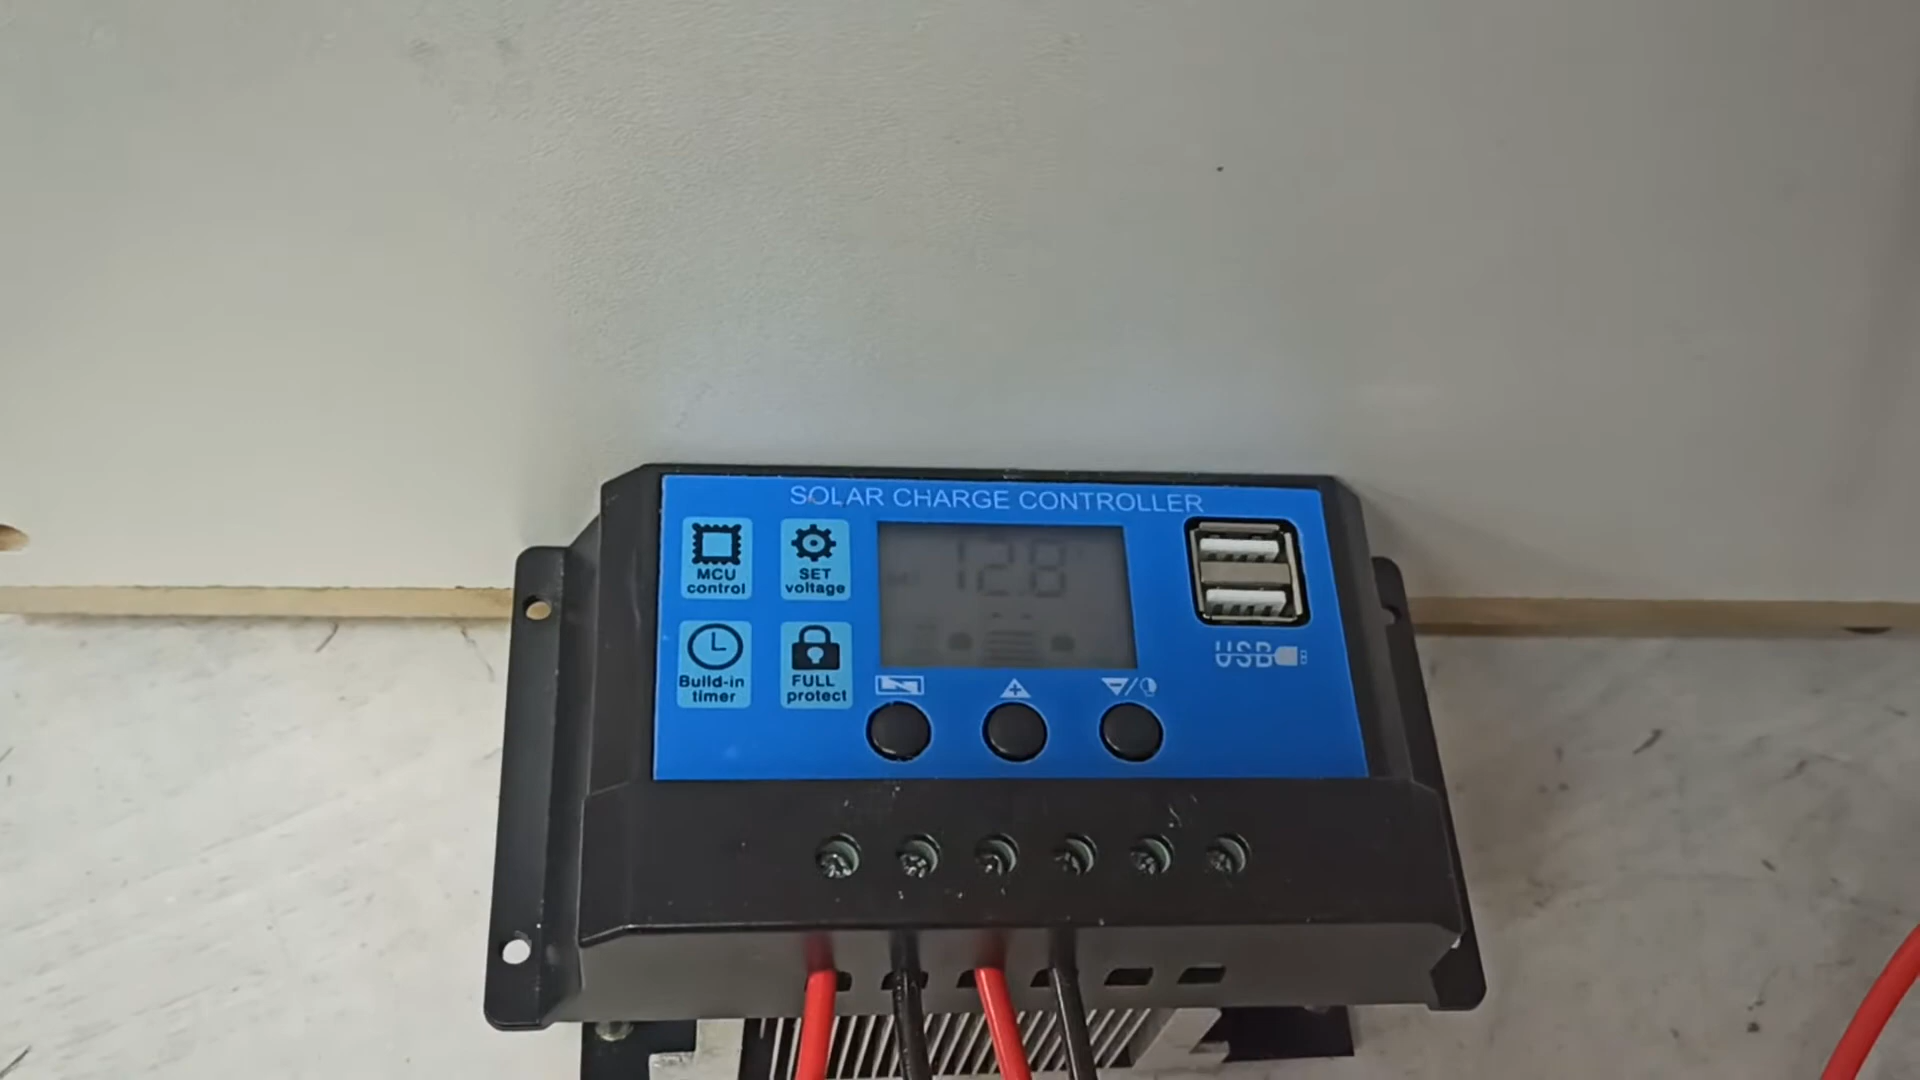 SOLAR CHARGE CONTROLLER
MCU
control
SET
voltage
12.8
Build-in
timer
FULL
protect
USB